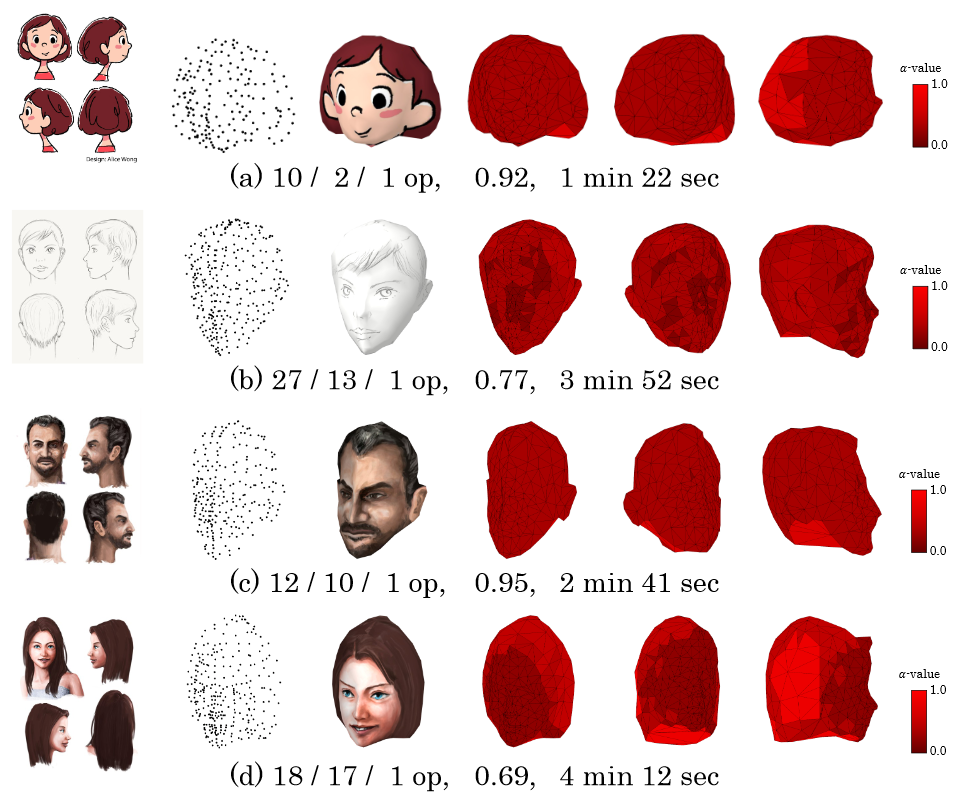 Design: Alice Wong
α-value
1.0
0.0
(a) 10 / 2 / 1 op, 0.92, 1 min 22 sec
α-value
1.0
0.0
(b) 27 / 13 / 1 op, 0.77, 3 min 52 sec
α-value
1.0
0.0
(c) 12 / 10 / 1 op, 0.95, 2 min 41 sec
α-value
1.0
0.0
(d) 18 / 17 / 1 op, 0.69, 4 min 12 sec